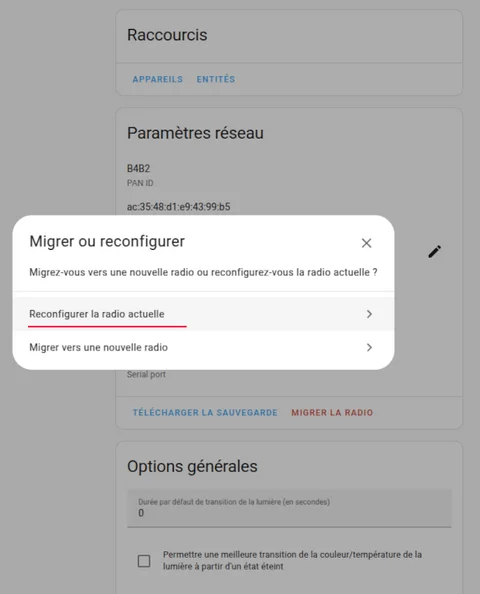 Raccourcis
APPAREILS ENTITÉS
Paramètres réseau
B4B2
PAN ID
ac:35:48:d1:e9:43:99:b5
Migrer ou reconfigurer
Migrez-vous vers une nouvelle radio ou reconfigurez-vous la radio actuelle ?
Reconfigurer la radio actuelle
Migrer vers une nouvelle radio
Serial port
TÉLÉCHARGER LA SAUVEGARDE MIGRER LA RADIO
Options générales
Durée par défaut de transition de la lumière (en secondes)
0
Permettre une meilleure transition de la couleur/température de la
lumière à partir d'un état éteint